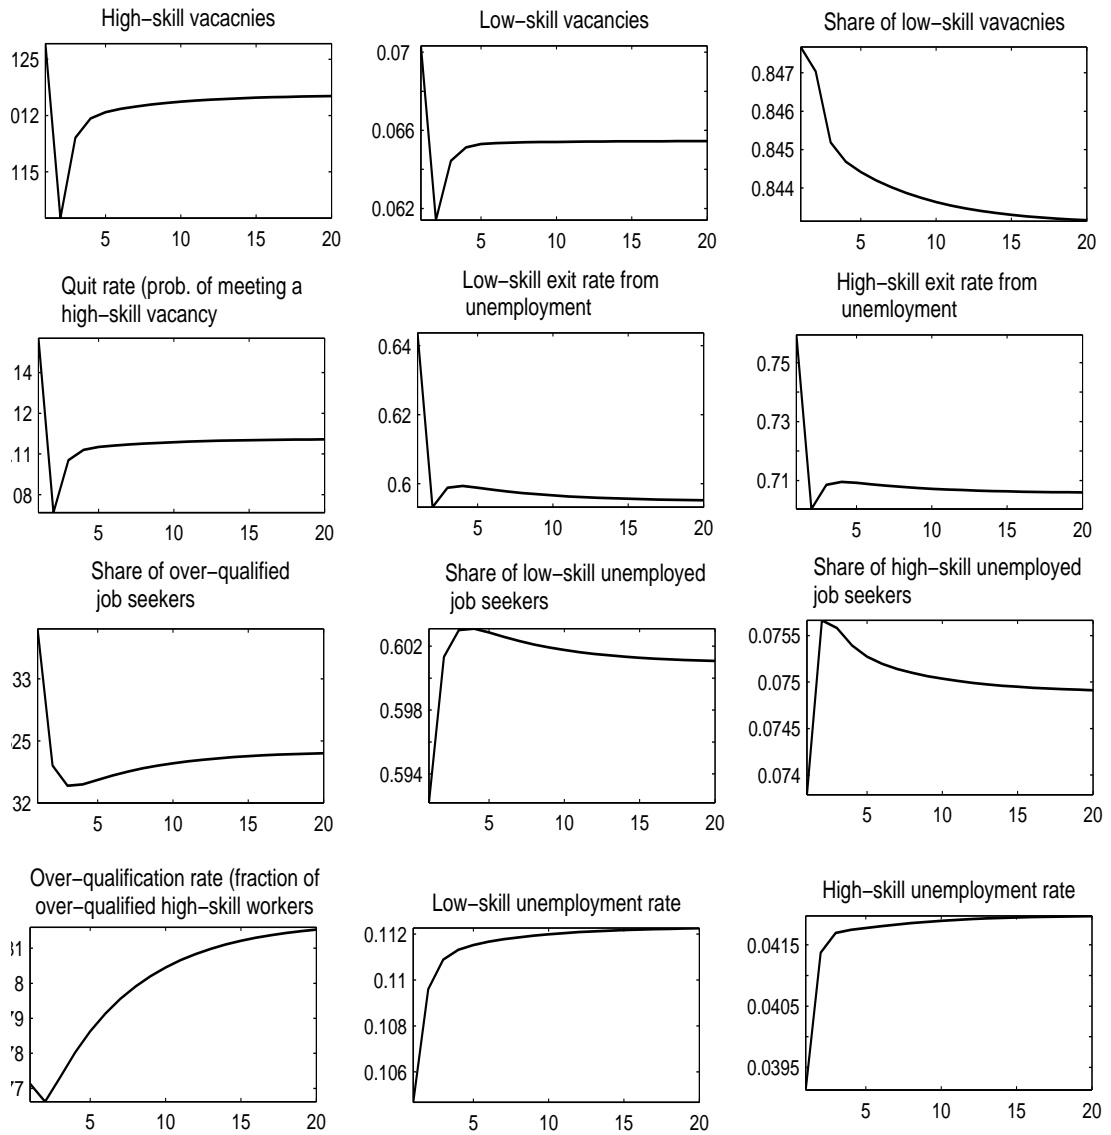 High-skill vacacnies
125
012
115
5 10 15 20
Low-skill vacancies
0.07
0.066
0.062
5 10 15 20
Share of low-skill vavacnies
0.847
0.846
0.845
0.844
5 10 15 20
Quit rate (prob. of meeting a
high-skill vacancy
14
12
.11
08
5 10 15 20
Low-skill exit rate from
unemployment
0.64
0.62
0.6
5 10 15 20
High-skill exit rate from
unemloyment
0.75
0.73
0.71
5 10 15 20
Share of over-qualified
job seekers
33
25
32
5 10 15 20
Share of low-skill unemployed
job seekers
0.602
0.598
0.594
5 10 15 20
Share of high-skill unemployed
job seekers
0.0755
0.075
0.0745
0.074
5 10 15 20
Over-qualification rate (fraction of
over-qualified high-skill workers
31
8
79
78
77
5 10 15 20
Low-skill unemployment rate
0.112
0.11
0.108
0.106
5 10 15 20
High-skill unemployment rate
0.0415
0.0405
0.0395
5 10 15 20